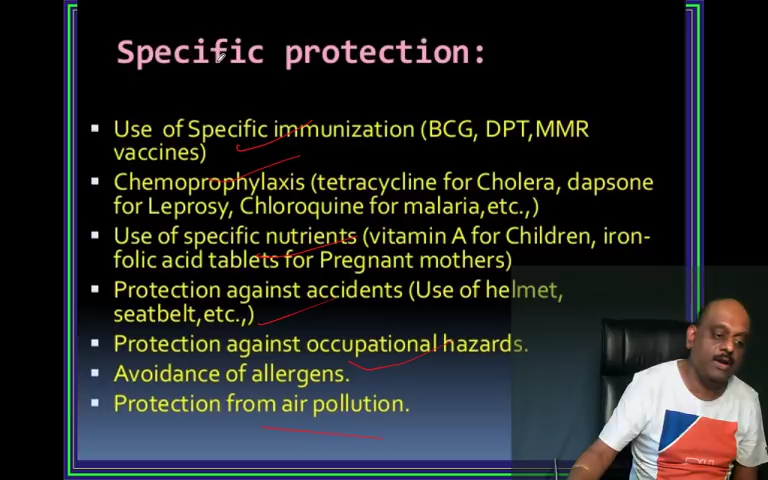 Specific protection:
Use of Specific immunization (BCG, DPT,MMR
vaccines)
Chemoprophylaxis (tetracycline for Cholera, dapsone
for Leprosy, Chloroquine for malaria,etc.,)
Use of specific nutrients (vitamin A for Children, iron-
folic acid tablets for Pregnant mothers)
Protection against accidents (Use of helmet,
seatbelt,etc.,)
Protection against occupational hazards.
Avoidance of allergens.
Protection from air pollution.